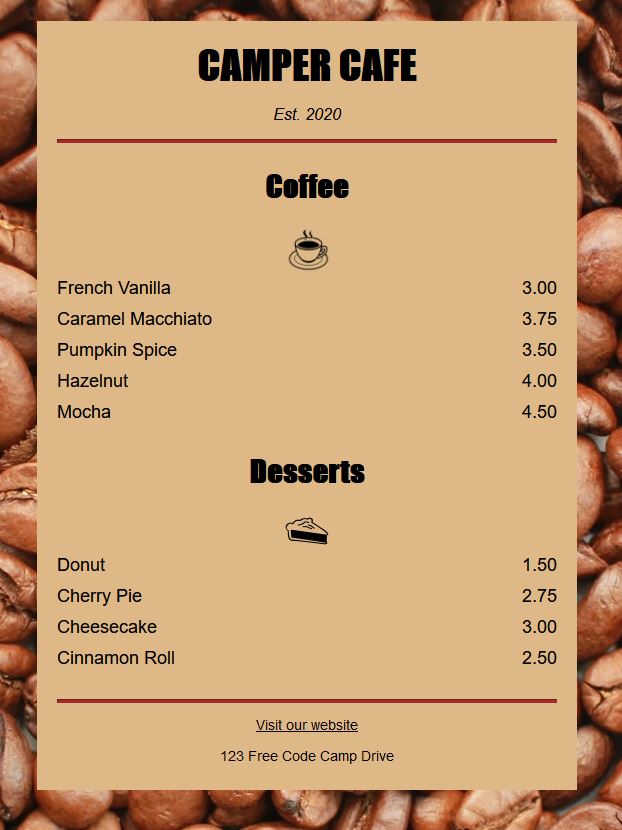 CAMPER CAFE
Est. 2020
Coffee
French Vanilla 3.00
Caramel Macchiato 3.75
Pumpkin Spice 3.50
Hazelnut 4.00
Mocha 4.50
Desserts
Donut 1.50
Cherry Pie 2.75
Cheesecake 3.00
Cinnamon Roll 2.50
Visit our website
123 Free Code Camp Drive